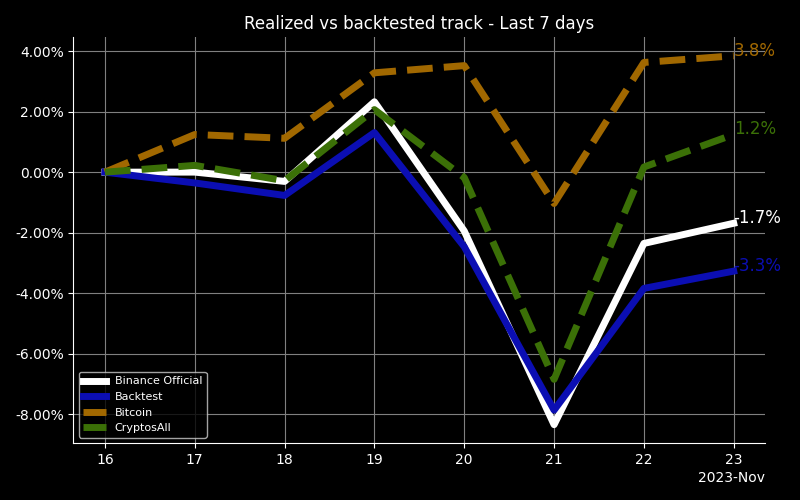 Realized vs backtested track - Last 7 days
4.00%
2.00%
0.00%
-2.00%
-4.00%
-6.00%
-8.00%
3.8%
1.2%
-1.7%
-3.3%
Binance Official
Backtest
Bitcoin
CryptosAll
16 17 18 19 20 21 22 23
2023-Nov